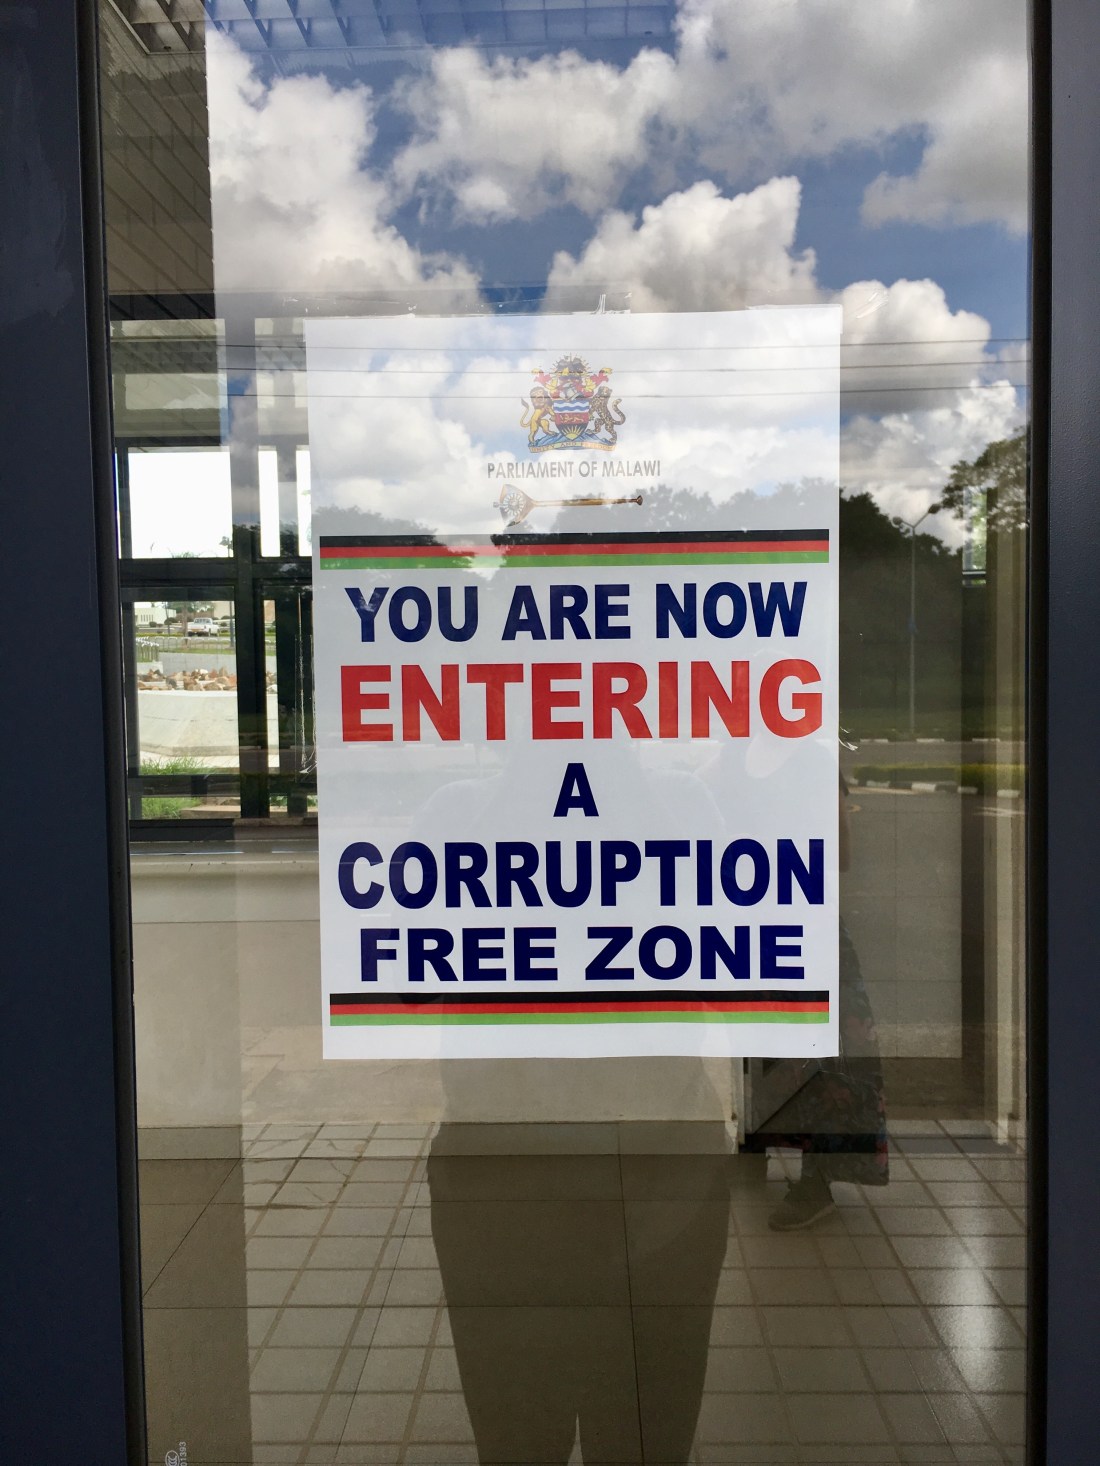 PARLIAMENT OF MALAWI
YOU ARE NOW
ENTERING
A
CORRUPTION
FREE ZONE